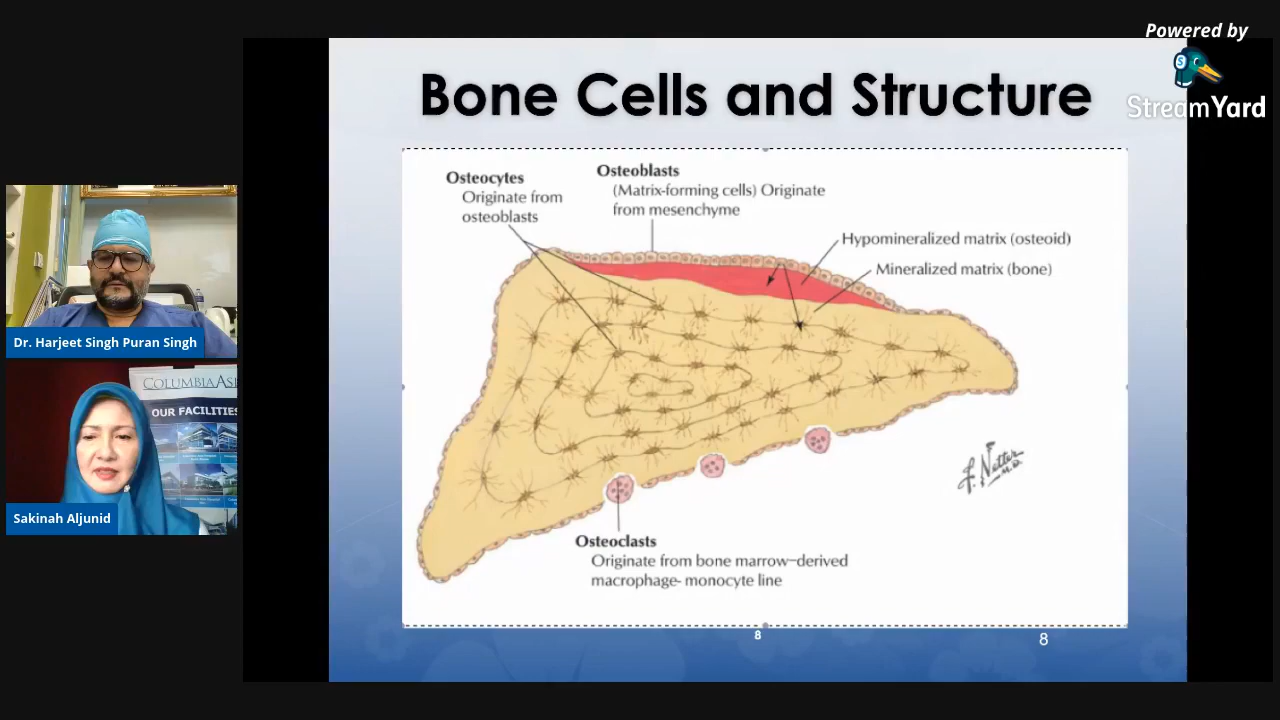 Powered by
StreamYard
Bone Cells and Structure
Osteocytes
Originate from
osteoblasts
Osteoblasts
(Matrix-forming cells) Originate
from mesenchyme
Hypomineralized matrix (osteoid)
Mineralized matrix (bone)
Osteoclasts
Originate from bone marrow–derived
macrophage- monocyte line
F. Netter
M.D.
8
8
Dr. Harjeet Singh Puran Singh
COLUMBIA AS
OUR FACILITIES
Sakinah Aljunid